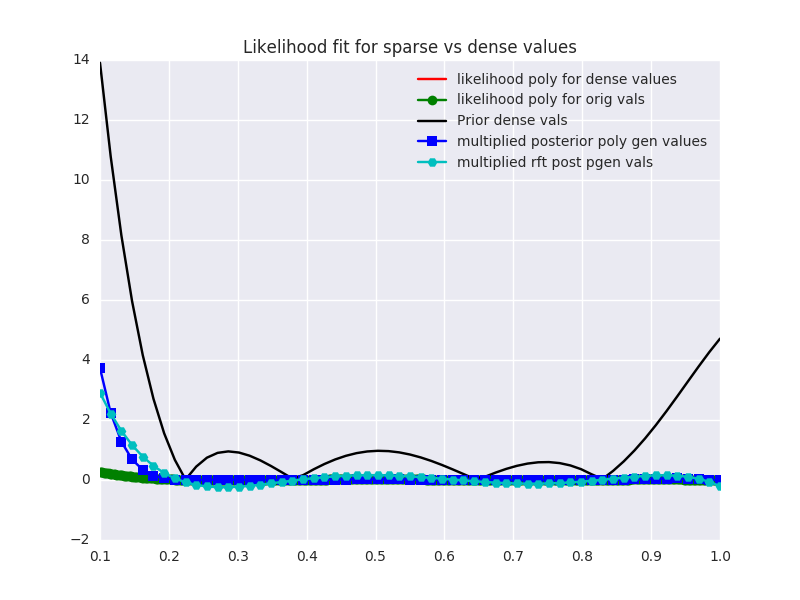 Likelihood fit for sparse vs dense values
14
12
10
8
6
4
2
0
−2
0.1 0.2 0.3 0.4 0.5 0.6 0.7 0.8 0.9 1.0
likelihood poly for dense values
likelihood poly for orig vals
Prior dense vals
multiplied posterior poly gen values
multiplied rft post pgen vals